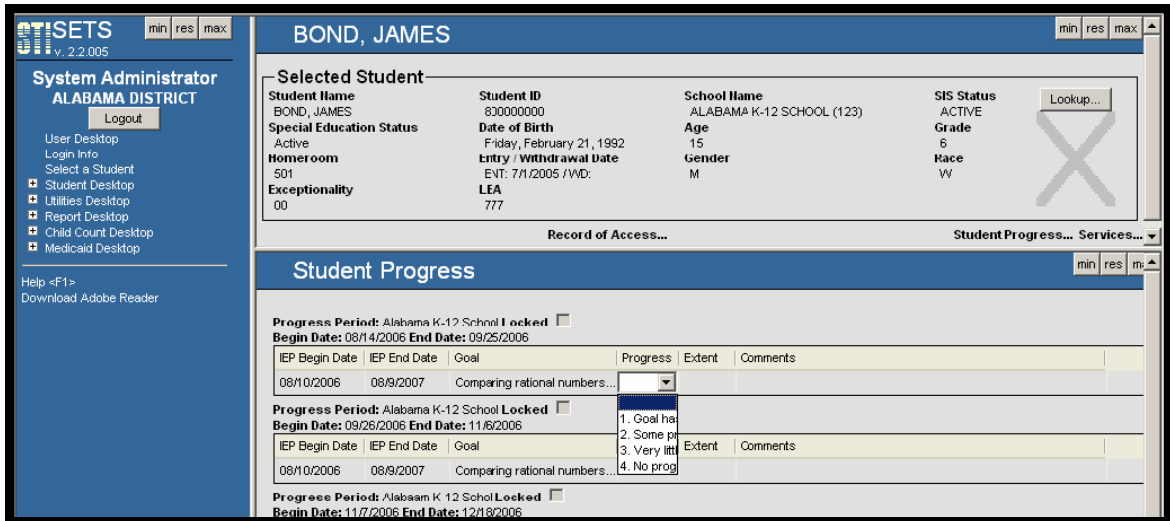 STI SETS min res max
v. 2.2.005
System Administrator
ALABAMA DISTRICT
Logout
User Desktop
Login Info
Select a Student
Student Desktop
Utilities Desktop
Report Desktop
Child Count Desktop
Medicaid Desktop
Help <F1>
Download Adobe Reader
BOND, JAMES min res max
Selected Student
Student Name Student ID School Name SIS Status Lookup...
BOND, JAMES 800000000 ALABAMA K-12 SCHOOL (123) ACTIVE
Special Education Status Date of Birth Age Grade
Active Friday, February 21, 1992 15 6
Homeroom Entry / Withdrawal Date Gender Race
501 ENT: 7/1/2005 / WD: M W
Exceptionality LEA
00 777
Record of Access... Student Progress... Services...
Student Progress min res m
Progress Period: Alabama K-12 School Locked
Begin Date: 08/14/2006 End Date: 09/25/2006
IEP Begin Date IEP End Date Goal Progress Extent Comments
08/10/2006 08/9/2007 Comparing rational numbers...
1. Goal has
2. Some pr
3. Very littl
4. No prog
Progress Period: Alabama K-12 School Locked
Begin Date: 09/26/2006 End Date: 11/6/2006
IEP Begin Date IEP End Date Goal Extent Comments
08/10/2006 08/9/2007 Comparing rational numbers...
Progress Period: Alabaam K-12 Schol Locked
Begin Date: 11/7/2006 End Date: 12/18/2006